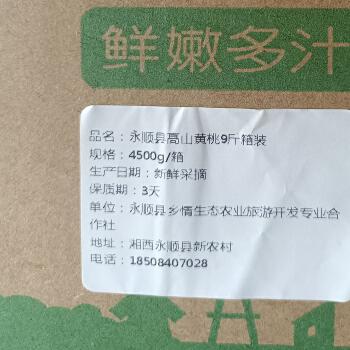 鲜嫩多汁
品名：永顺县高山黄桃9斤箱装
规格：4500g/箱
生产日期：新鲜采摘
保质期：3天
单位：永顺县乡情生态农业旅游开发专业合
作社
地址：湘西永顺县新农村
电话：18508407028